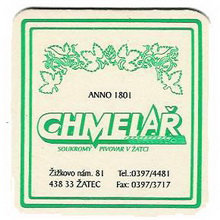 ANNO 1801
CHMELAŘ
SOUKROMÝ PIVOVAR V ŽATCI
Žižkovo nám. 81
438 33 ŽATEC
Tel.:0397/4481
Fax: 0397/3717